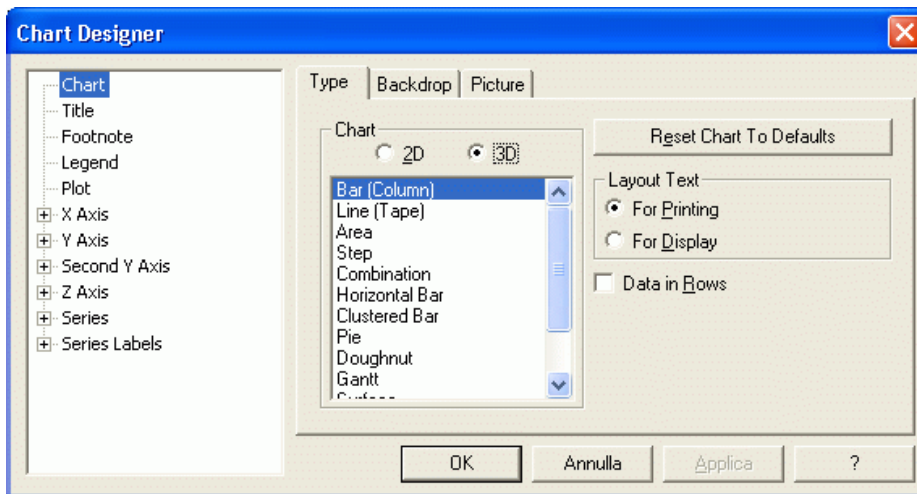 Chart Designer
Chart
Title
Footnote
Legend
Plot
X Axis
Y Axis
Second Y Axis
Z Axis
Series
Series Labels
Type
Backdrop
Picture
Chart
2D
3D
Bar (Column)
Line (Tape)
Area
Step
Combination
Horizontal Bar
Clustered Bar
Pie
Doughnut
Gantt
Reset Chart To Defaults
Layout Text
For Printing
For Display
Data in Rows
OK
Annulla
Applica
?